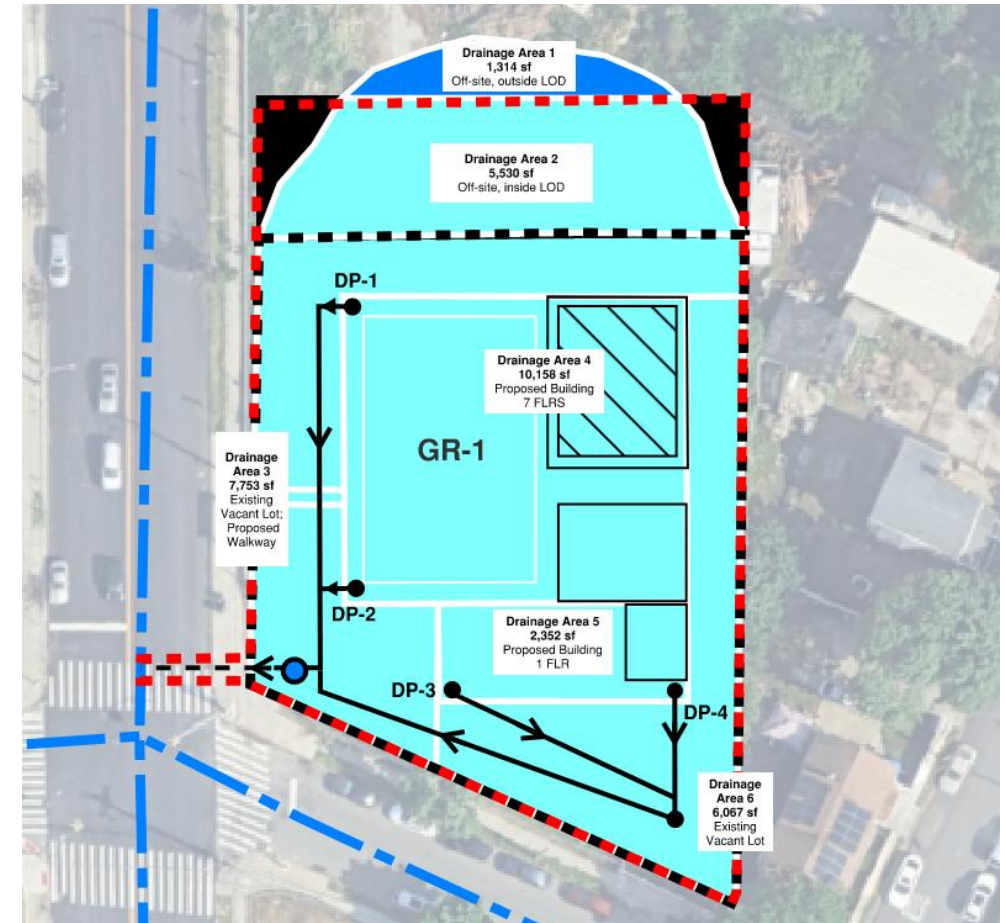 Drainage Area 1
1,314 sf
Off-site, outside LOD
Drainage Area 2
5,530 sf
Off-site, inside LOD
DP-1
Drainage Area 4
10,158 sf
Proposed Building
7 FLRS
GR-1
Drainage
Area 3
7,753 sf
Existing
Vacant Lot;
Proposed
Walkway
DP-2
Drainage Area 5
2,352 sf
Proposed Building
1 FLR
DP-3
DP-4
Drainage
Area 6
6,067 sf
Existing
Vacant Lot